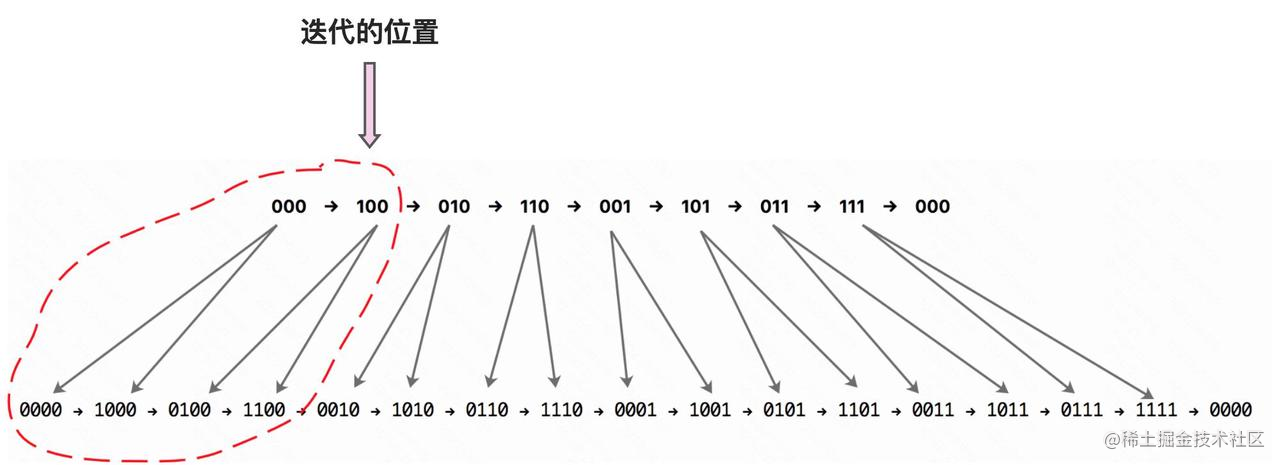 迭代的位置
000 → 100 → 010 → 110 → 001 → 101 → 011 → 111 → 000
0000 → 1000 → 0100 → 1100 → 0010 → 1010 → 0110 → 1110 → 0001 → 1001 → 0101 → 1101 → 0011 → 1011 → 0111 → 1111 → 0000
@稀土掘金技术社区